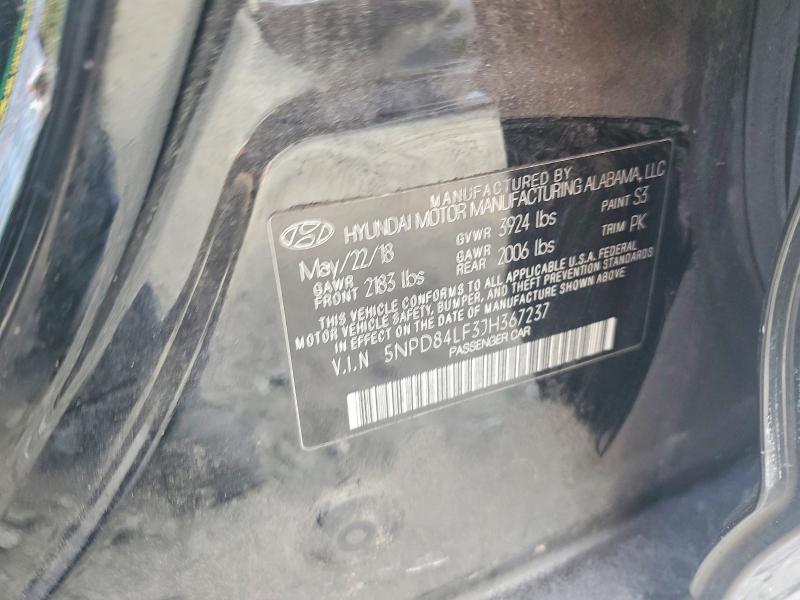 MANUFACTURED BY
HYUNDAI MOTOR MANUFACTURING ALABAMA, LLC
May/22/18 GVWR 3924 lbs PAINT S3
GAWR FRONT 2183 lbs GAWR REAR 2006 lbs TRIM PK
THIS VEHICLE CONFORMS TO ALL APPLICABLE U.S.A. FEDERAL
MOTOR VEHICLE SAFETY, BUMPER, AND THEFT PREVENTION STANDARDS
IN EFFECT ON THE DATE OF MANUFACTURE SHOWN ABOVE
V.I.N 5NPD84LF3JH367237
PASSENGER CAR